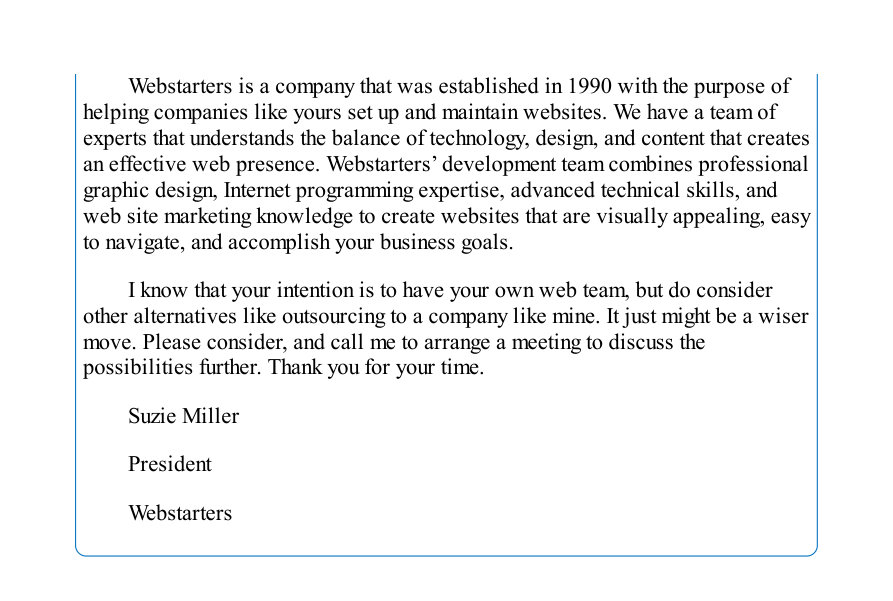 Webstarters is a company that was established in 1990 with the purpose of
helping companies like yours set up and maintain websites. We have a team of
experts that understands the balance of technology, design, and content that creates
an effective web presence. Webstarters’ development team combines professional
graphic design, Internet programming expertise, advanced technical skills, and
web site marketing knowledge to create websites that are visually appealing, easy
to navigate, and accomplish your business goals.
I know that your intention is to have your own web team, but do consider
other alternatives like outsourcing to a company like mine. It just might be a wiser
move. Please consider, and call me to arrange a meeting to discuss the
possibilities further. Thank you for your time.
Suzie Miller
President
Webstarters